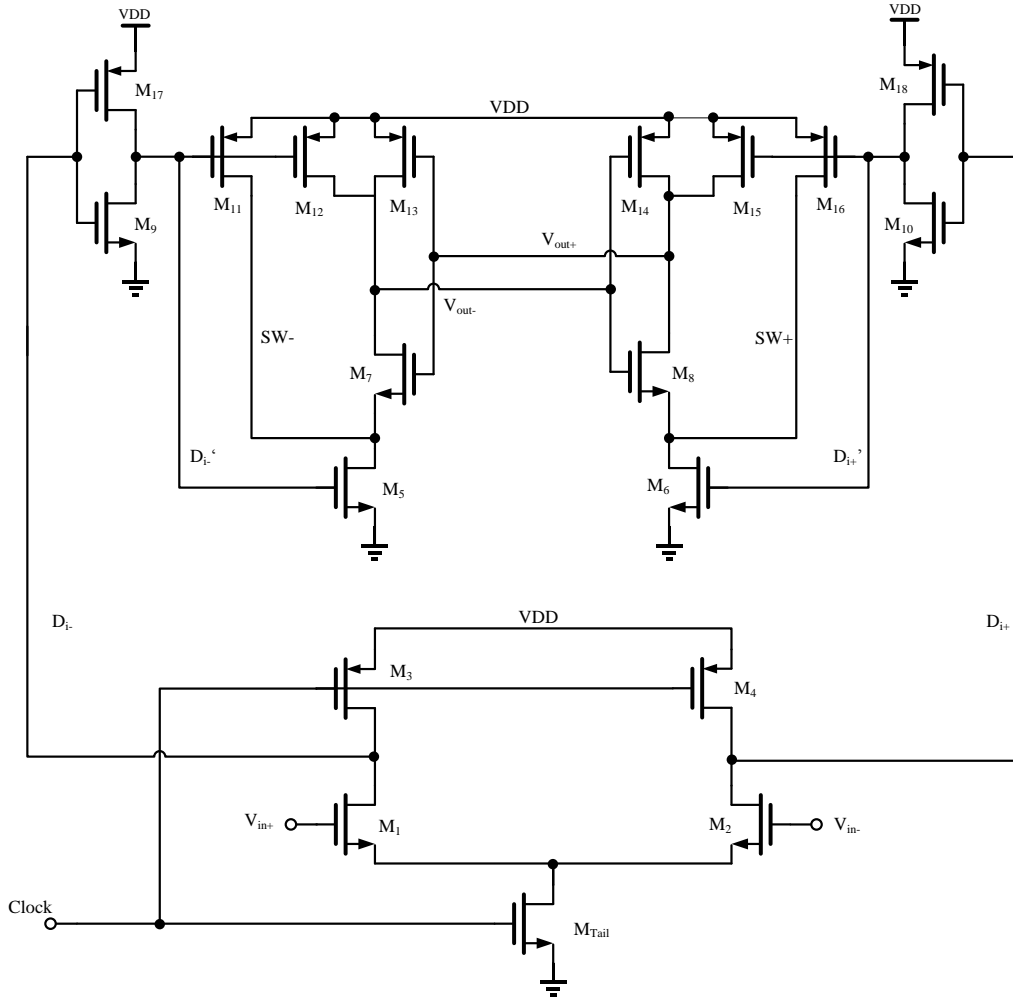 VDD
VDD
M17
M18
VDD
M11
M12
M13
M14
M15
M16
M9
M10
Vout+
Vout-
SW-
SW+
M7
M8
Di-‘
Di+’
M5
M6
Di-
Di+
VDD
M3
M4
Vin+
M1
M2
Vin-
Clock
MTail